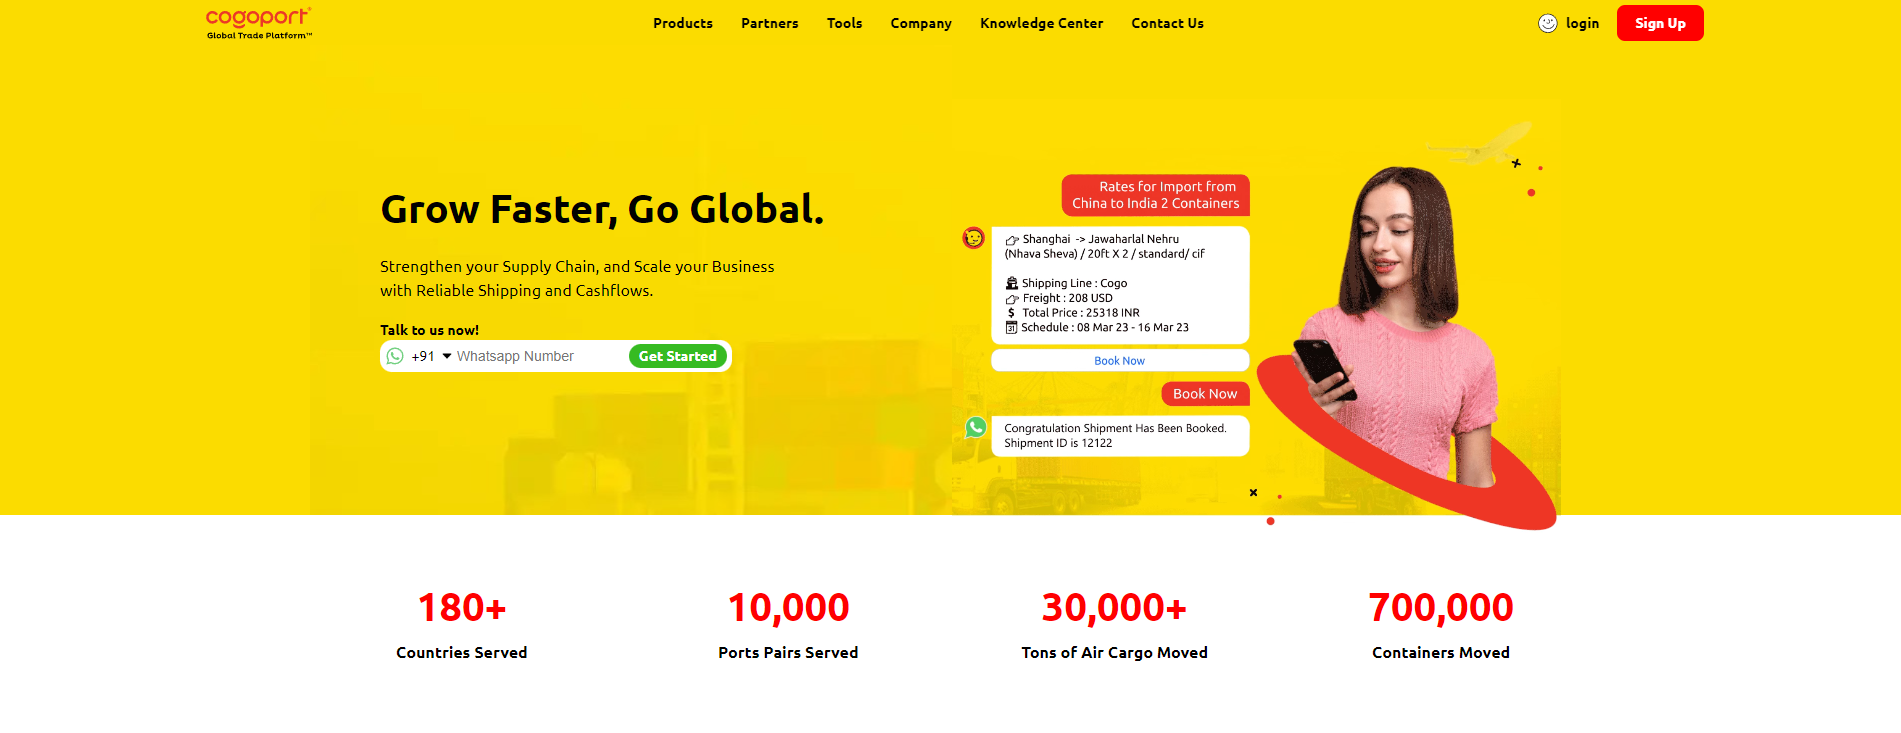 cogoport®
Global Trade Platform™
Products
Partners
Tools
Company
Knowledge Center
Contact Us
login
Sign Up
Grow Faster, Go Global.
Strengthen your Supply Chain, and Scale your Business
with Reliable Shipping and Cashflows.
Talk to us now!
+91
Whatsapp Number
Get Started
Rates for Import from
China to India 2 Containers
Shanghai -> Jawaharlal Nehru
(Nhava Sheva) / 20ft X 2 / standard/ cif
Shipping Line : Cogo
Freight : 208 USD
$ Total Price : 25318 INR
31 Schedule : 08 Mar 23 - 16 Mar 23
Book Now
Book Now
Congratulation Shipment Has Been Booked.
Shipment ID is 12122
180+
Countries Served
10,000
Ports Pairs Served
30,000+
Tons of Air Cargo Moved
700,000
Containers Moved